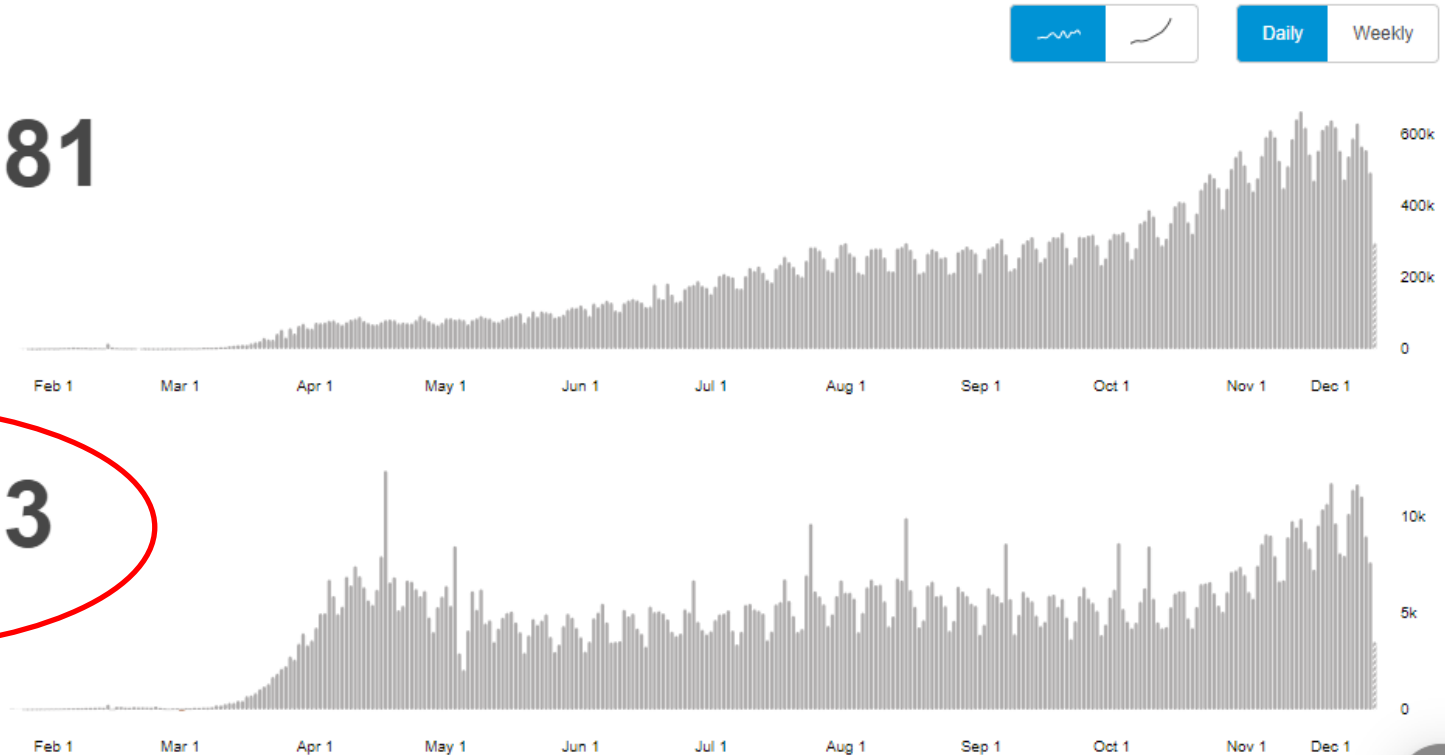 Daily Weekly
81
600k
400k
200k
0
Feb 1 Mar 1 Apr 1 May 1 Jun 1 Jul 1 Aug 1 Sep 1 Oct 1 Nov 1 Dec 1
3
10k
5k
0
Feb 1 Mar 1 Apr 1 May 1 Jun 1 Jul 1 Aug 1 Sep 1 Oct 1 Nov 1 Dec 1